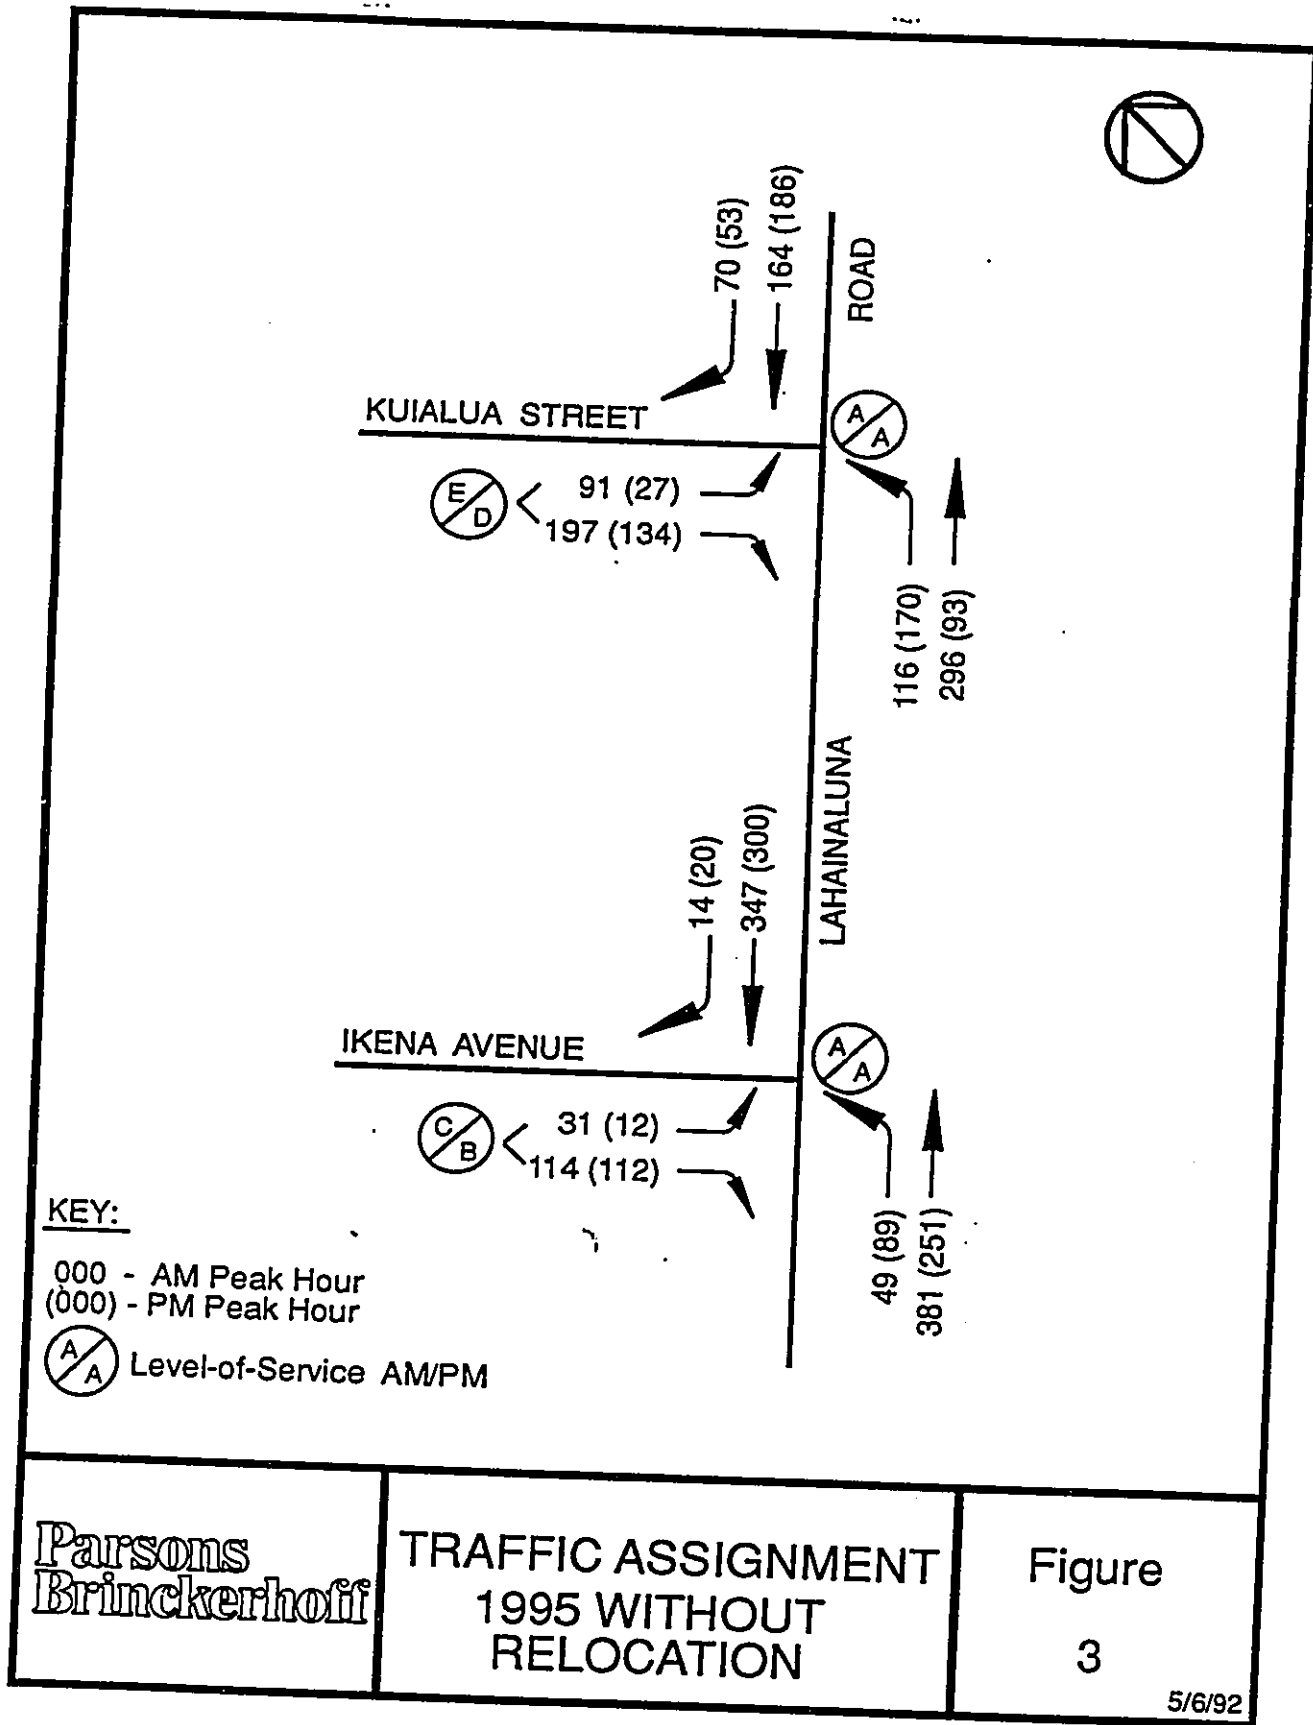 70 (53)
164 (186)
ROAD
KUIALUA STREET
A
A
E
D
91 (27)
197 (134)
116 (170)
296 (93)
LAHAINALUNA
14 (20)
347 (300)
IKENA AVENUE
A
A
C
B
31 (12)
114 (112)
49 (89)
381 (251)
KEY:
000 - AM Peak Hour
(000) - PM Peak Hour
A
A
Level-of-Service AM/PM
Parsons
Brinckerhoff
TRAFFIC ASSIGNMENT
1995 WITHOUT
RELOCATION
Figure
3
5/6/92